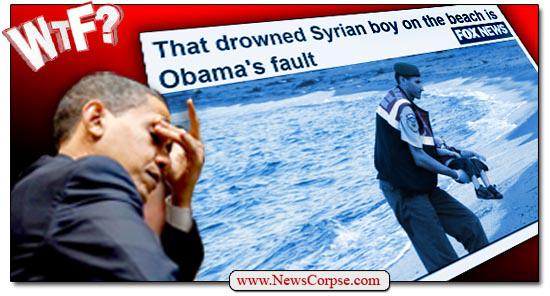 WTF?
That drowned Syrian boy on the beach is
Obama's fault
FOX NEWS
www.NewsCorpse.com